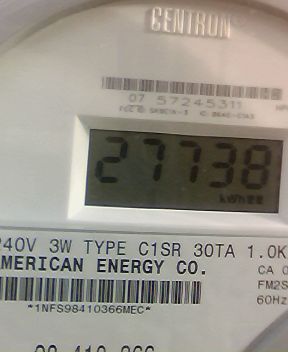 CENTRON
07 57245311
27738
kWh
240V 3W TYPE C1SR 30TA 1.0K
AMERICAN ENERGY CO.
CA 0
FM2S
60Hz
*1NFS98410366MEC*